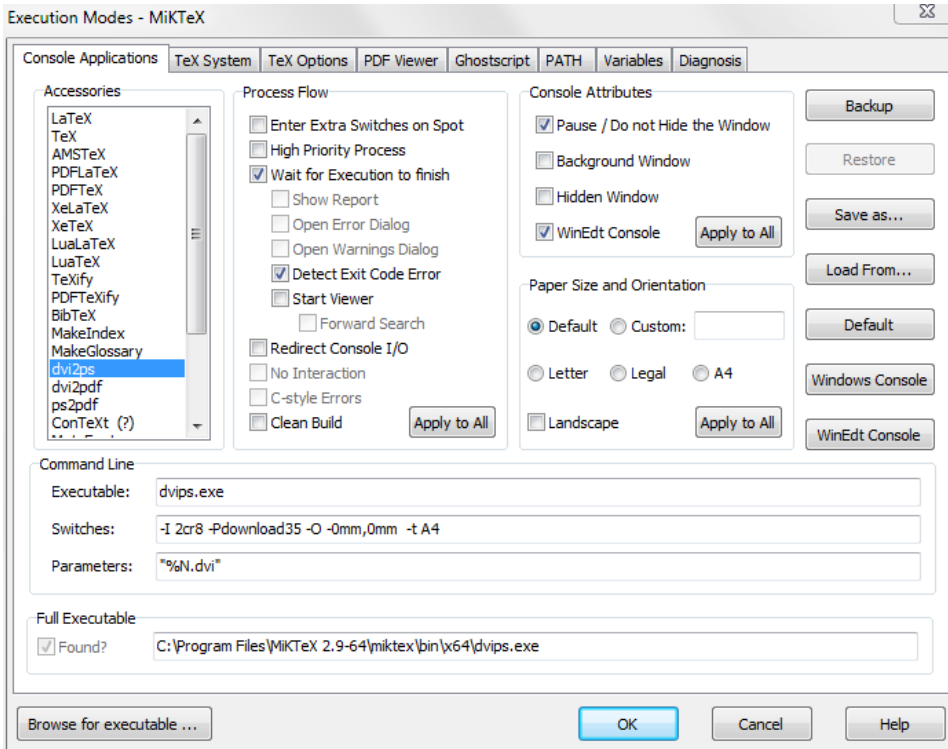 Execution Modes - MiKTeX
Console Applications TeX System TeX Options PDF Viewer Ghostscript PATH Variables Diagnosis
Accessories
LaTeX
TeX
AMSTeX
PDFLaTeX
PDFTeX
XeLaTeX
XeTeX
LuaLaTeX
LuaTeX
TeXify
PDFTeXify
BibTeX
MakeIndex
MakeGlossary
dvi2ps
dvi2pdf
ps2pdf
ConTeXt (?)
Process Flow
Enter Extra Switches on Spot
High Priority Process
Wait for Execution to finish
Show Report
Open Error Dialog
Open Warnings Dialog
Detect Exit Code Error
Start Viewer
Forward Search
Redirect Console I/O
No Interaction
C-style Errors
Clean Build Apply to All
Console Attributes
Pause / Do not Hide the Window
Background Window
Hidden Window
WinEdt Console Apply to All
Paper Size and Orientation
Default Custom:
Letter Legal A4
Landscape Apply to All
Backup
Restore
Save as...
Load From...
Default
Windows Console
WinEdt Console
Command Line
Executable: dvips.exe
Switches: -I 2cr8 -Pdownload35 -O -0mm,0mm -t A4
Parameters: "%N.dvi"
Full Executable
Found? C:\Program Files\MiKTeX 2.9-64\miktex\bin\x64\dvips.exe
Browse for executable ... OK Cancel Help